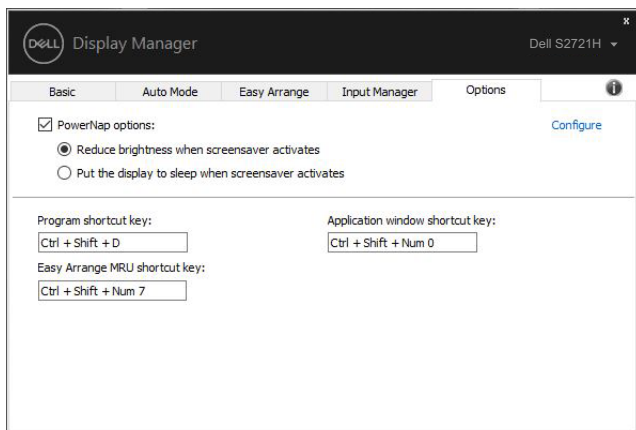 x
DELL Display Manager
Dell S2721H
Basic Auto Mode Easy Arrange Input Manager Options
PowerNap options:
Configure
Reduce brightness when screensaver activates
Put the display to sleep when screensaver activates
Program shortcut key:
Application window shortcut key:
Ctrl + Shift + D
Ctrl + Shift + Num 0
Easy Arrange MRU shortcut key:
Ctrl + Shift + Num 7